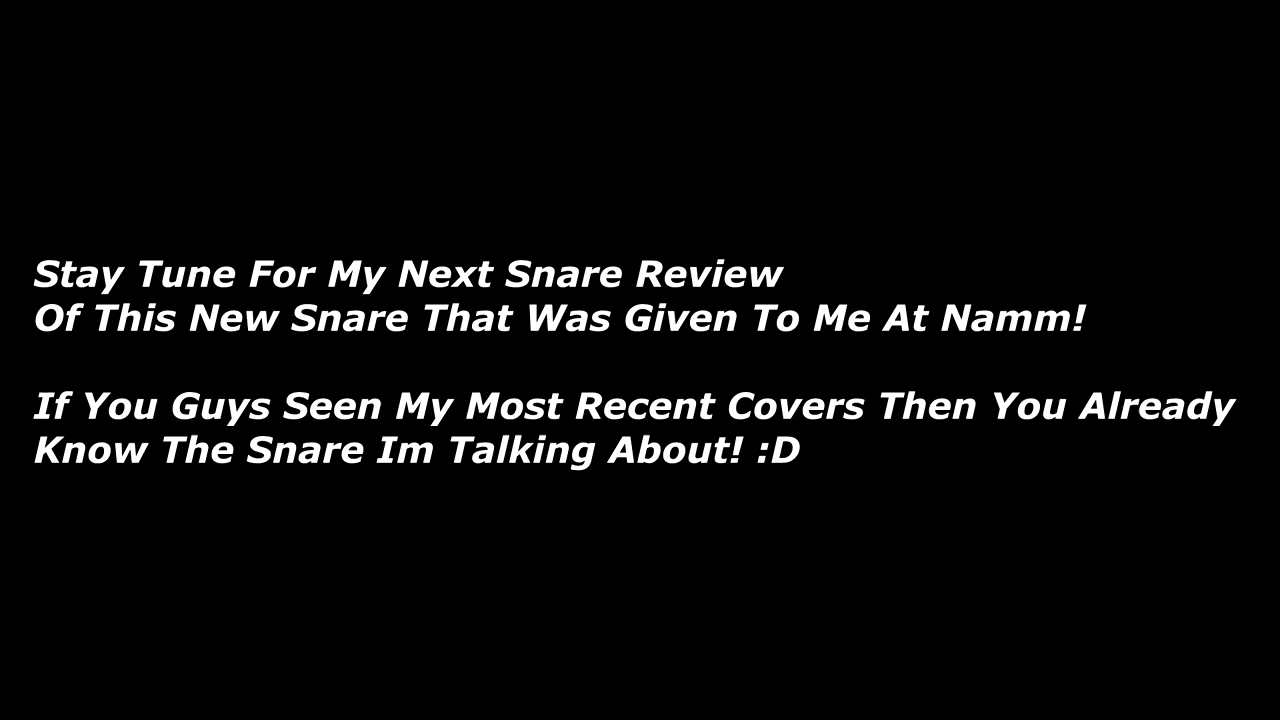 Stay Tune For My Next Snare Review
Of This New Snare That Was Given To Me At Namm!
If You Guys Seen My Most Recent Covers Then You Already
Know The Snare Im Talking About! :D